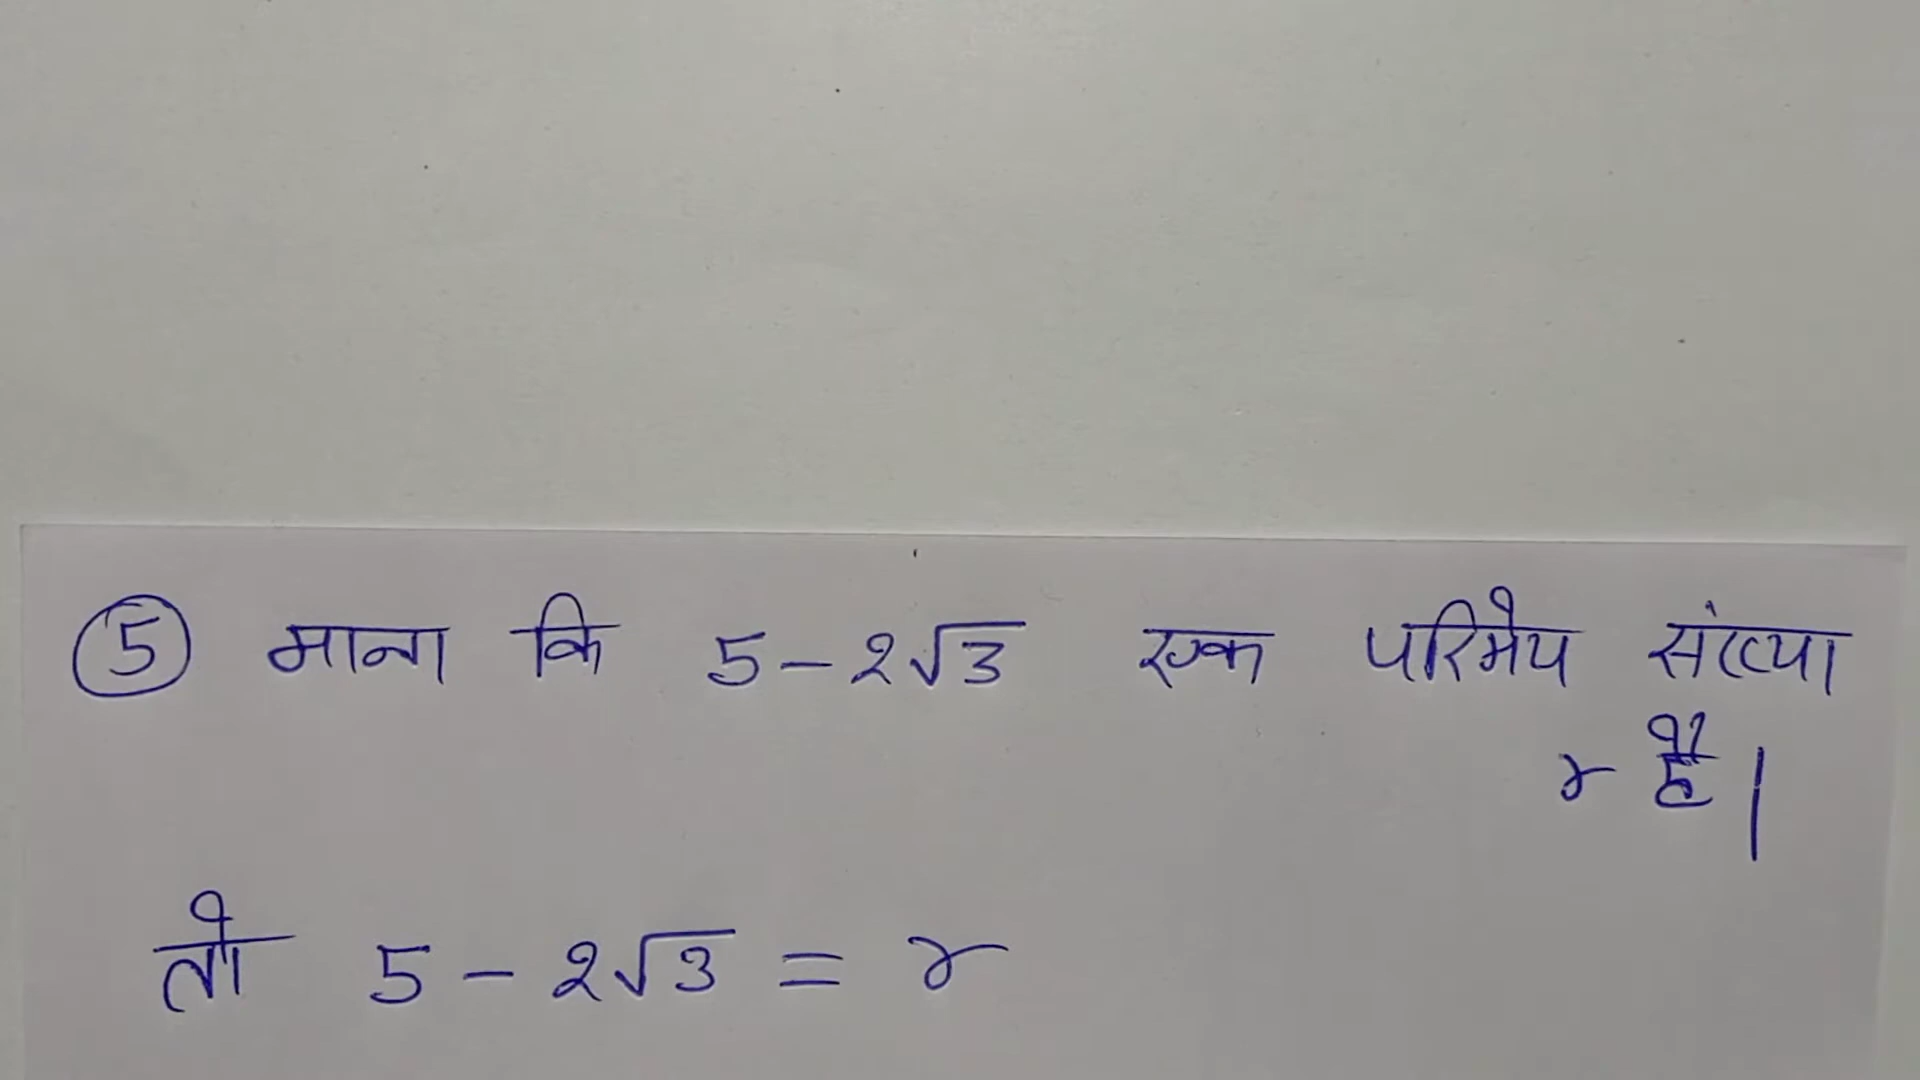 ⑤ माना कि 5-2√3 एक परिमेय संख्या
r है।
तो 5-2√3 = r